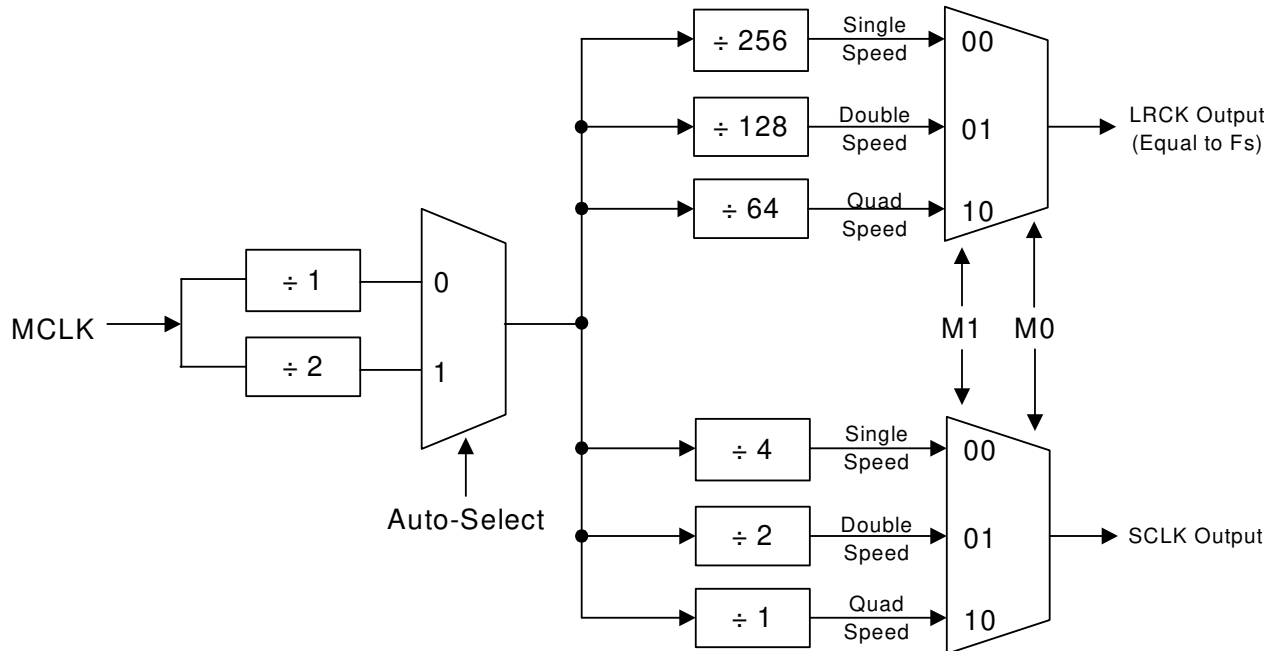 ÷ 256
Single
Speed
00
÷ 128
Double
Speed
01
LRCK Output
(Equal to Fs)
÷ 64
Quad
Speed
10
MCLK
÷ 1
0
÷ 2
1
Auto-Select
M1
M0
÷ 4
Single
Speed
00
÷ 2
Double
Speed
01
SCLK Output
÷ 1
Quad
Speed
10